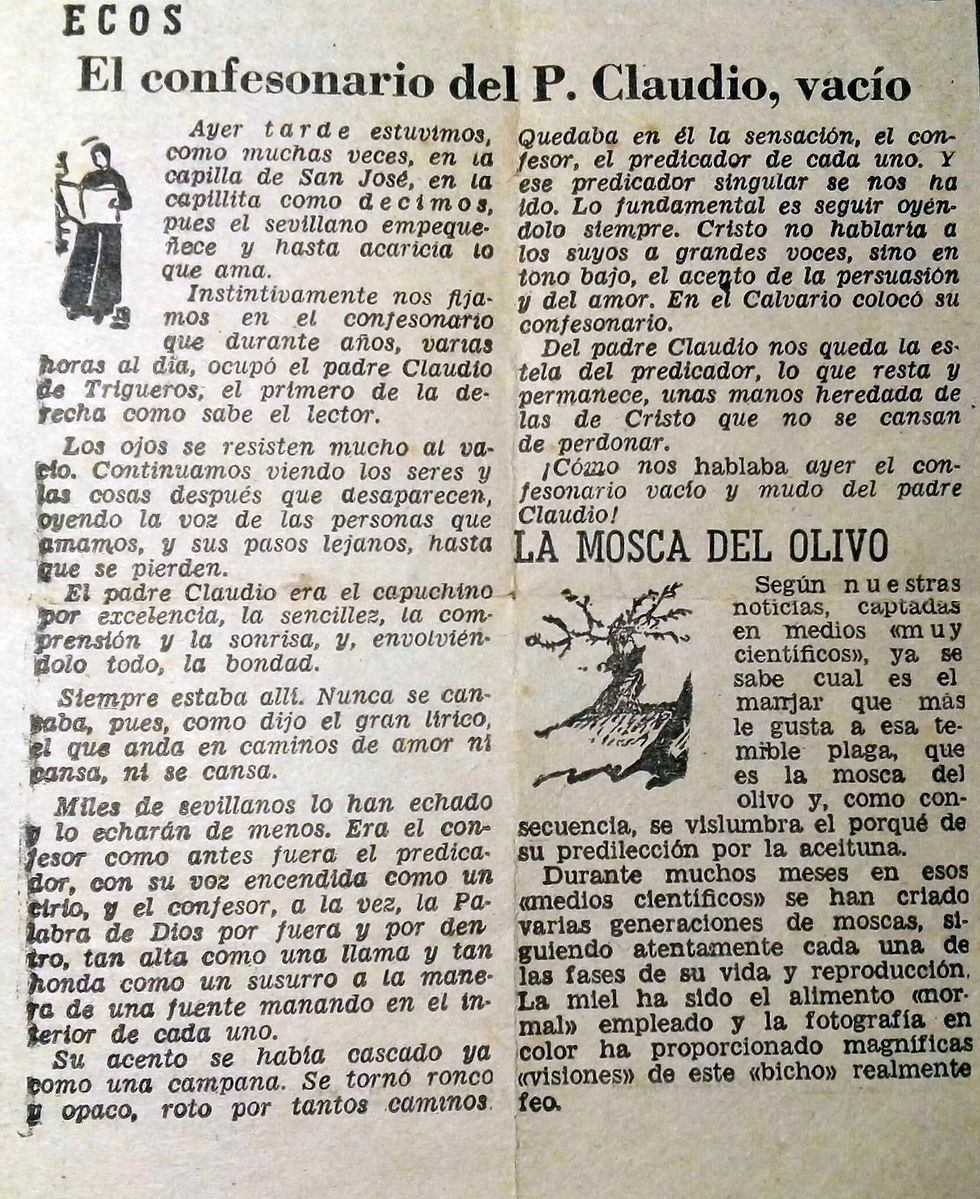 ECOS
El confesonario del P. Claudio, vacío
Ayer tarde estuvimos,
como muchas veces, en la
capilla de San José, en la
capillita como decimos,
pues el sevillano empeque-
ñece y hasta acaricia lo
que ama.
Instintivamente nos fija-
mos en el confesonario
que durante años, varias
horas al día, ocupó el padre Claudio
de Trigueros, el primero de la de-
recha como sabe el lector.
Los ojos se resisten mucho al va-
cío. Continuamos viendo los seres y
las cosas después que desaparecen,
oyendo la voz de las personas que
amamos, y sus pasos lejanos, hasta
que se pierden.
El padre Claudio era el capuchino
por excelencia, la sencillez, la com-
prensión y la sonrisa, y, envolvién-
dolo todo, la bondad.
Siempre estaba allí. Nunca se can-
saba, pues, como dijo el gran lírico,
el que anda en caminos de amor ni
cansa, ni se cansa.
Miles de sevillanos lo han echado
y lo echarán de menos. Era el con-
fesor como antes fuera el predica-
dor, con su voz encendida como un
cirio, y el confesor, a la vez, la Pa-
labra de Dios por fuera y por den
tro, tan alta como una llama y tan
honda como un susurro a la mane-
ra de una fuente manando en el in-
terior de cada uno.
Su acento se había cascado ya
como una campana. Se tornó ronco
y opaco, roto por tantos caminos.
Quedaba en él la sensación, el con-
fesor, el predicador de cada uno. Y
ese predicador singular se nos ha
ido. Lo fundamental es seguir oyén-
dolo siempre. Cristo no hablaría a
los suyos a grandes voces, sino en
tono bajo, el acento de la persuasión
y del amor. En el Calvario colocó su
confesonario.
Del padre Claudio nos queda la es-
tela del predicador, lo que resta y
permanece, unas manos heredada de
las de Cristo que no se cansan
de perdonar.
¡Cómo nos hablaba ayer el con-
fesonario vacío y mudo del padre
Claudio!
LA MOSCA DEL OLIVO
Según nuestras
noticias, captadas
en medios «muy
científicos», ya se
sabe cual es el
manjar que más
le gusta a esa te-
mible plaga, que
es la mosca del
olivo y, como con-
secuencia, se vislumbra el porqué de
su predilección por la aceituna.
Durante muchos meses en esos
«medios científicos» se han criado
varias generaciones de moscas, si-
guiendo atentamente cada una de
las fases de su vida y reproducción.
La miel ha sido el alimento «nor-
mal» empleado y la fotografía en
color ha proporcionado magníficas
«visiones» de este «bicho» realmente
feo.